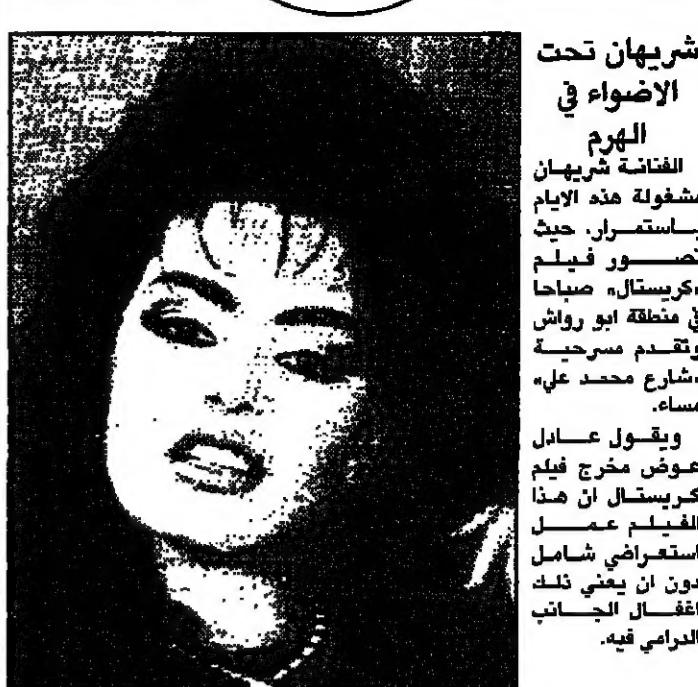 شريهان تحت
الاضواء في
الهرم
الفنانة شريهان
مشغولة هذه الايام
باستمرار، حيث
تصور فيلم
«كريستال» صباحا
في منطقة ابو رواش
وتقدم مسرحية
«شارع محمد علي»
مساء.
ويقول عادل
عوض مخرج فيلم
كريستال ان هذا
الفيلم عمل
استعراضي شامل
دون ان يعني ذلك
اغفال الجانب
الدرامي فيه.